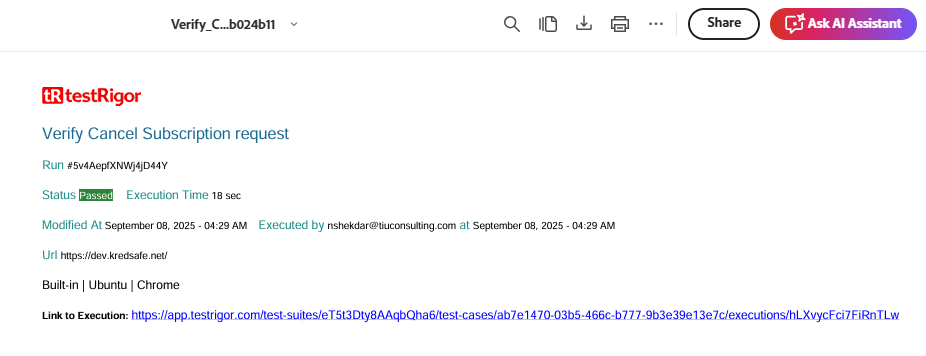 Verify_C...b024b11
Share
Ask AI Assistant
tR testRigor
Verify Cancel Subscription request
Run #5v4AepfXNWj4jD44Y
Status Passed Execution Time 18 sec
Modified At September 08, 2025 - 04:29 AM Executed by nshekdar@tiuconsulting.com at September 08, 2025 - 04:29 AM
Url https://dev.kredsafe.net/
Built-in | Ubuntu | Chrome
Link to Execution: https://app.testrigor.com/test-suites/eT5t3Dty8AAqbQha6/test-cases/ab7e1470-03b5-466c-b777-9b3e39e13e7c/executions/hLXvycFci7FiRnTLw